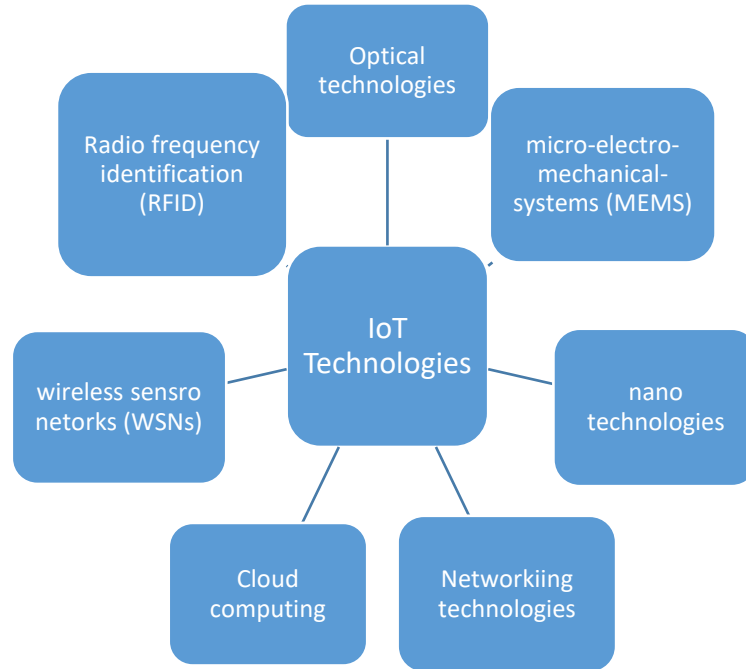 Optical
technologies
Radio frequency
identification
(RFID)
micro-electro-
mechanical-
systems (MEMS)
IoT
Technologies
wireless sensro
netorks (WSNs)
nano
technologies
Cloud
computing
Networkiing
technologies